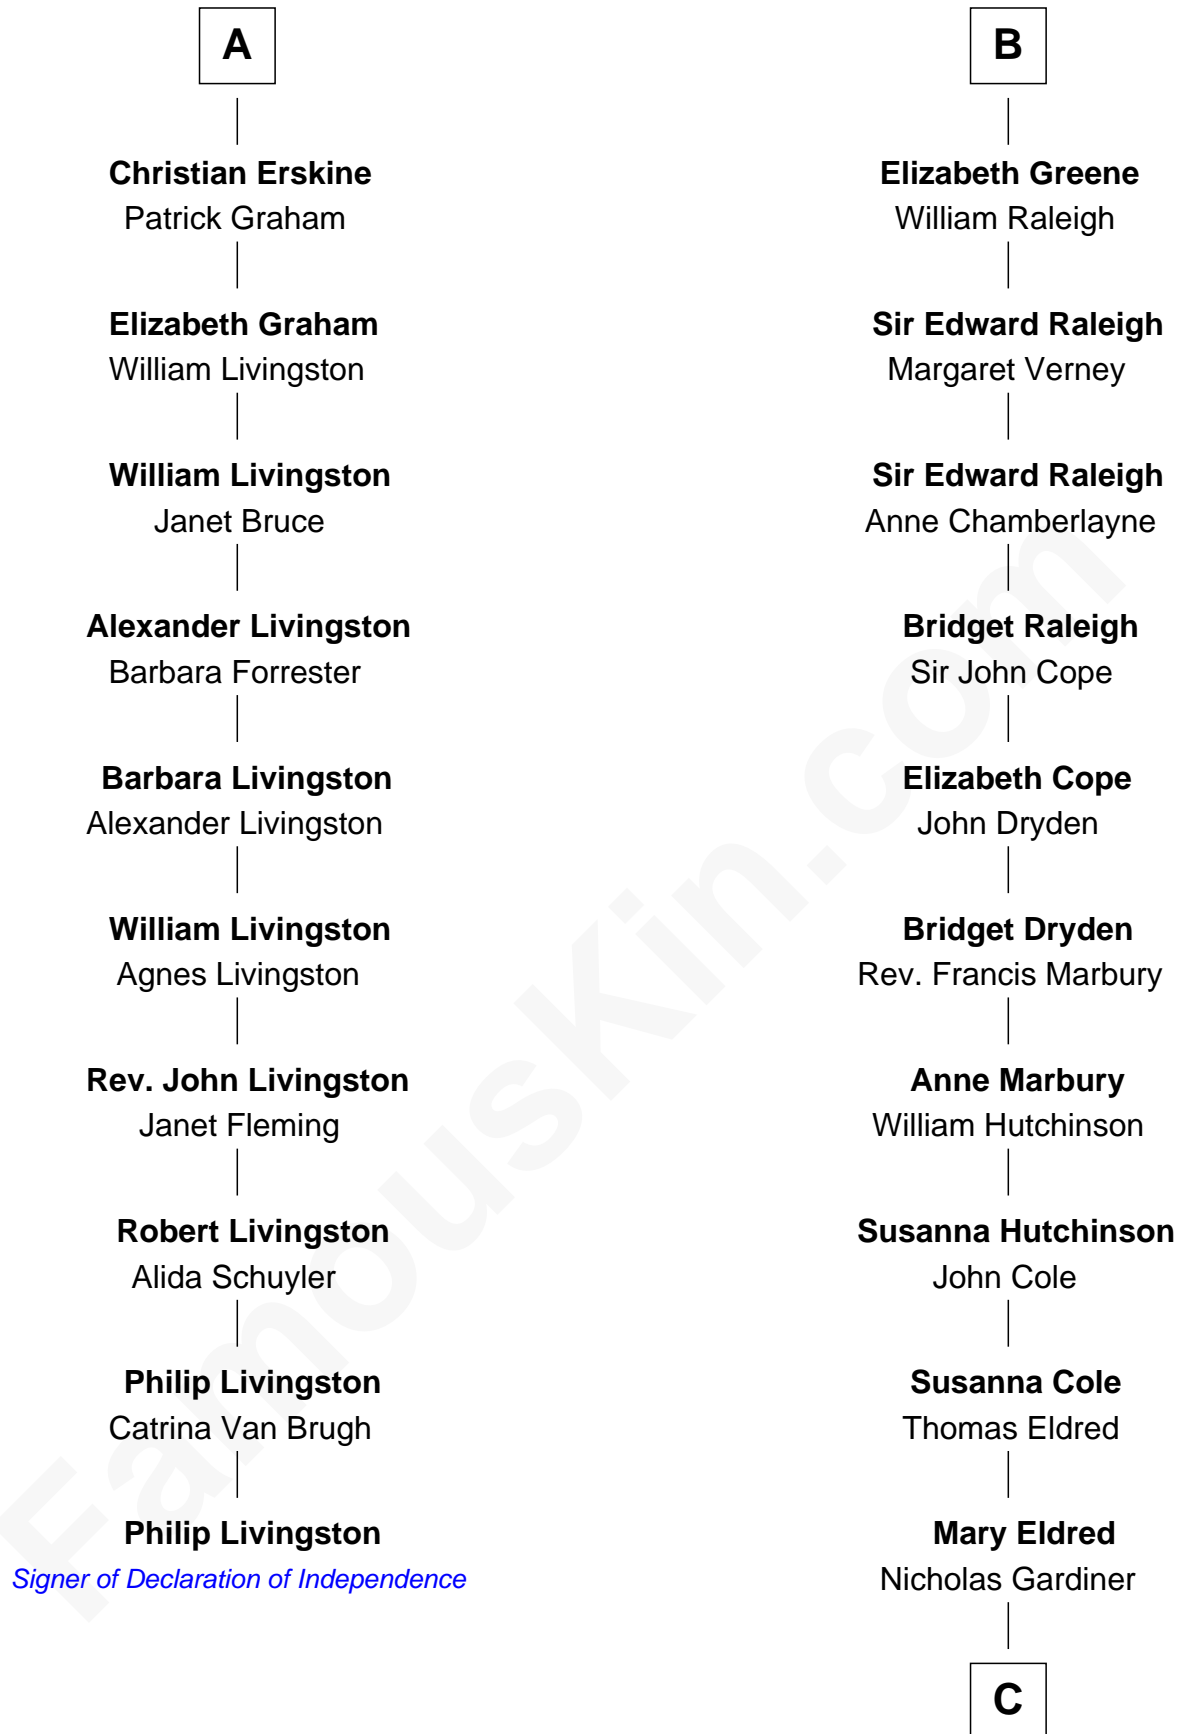 A
Christian Erskine
Patrick Graham
Elizabeth Graham
William Livingston
William Livingston
Janet Bruce
Alexander Livingston
Barbara Forrester
Barbara Livingston
Alexander Livingston
William Livingston
Agnes Livingston
Rev. John Livingston
Janet Fleming
Robert Livingston
Alida Schuyler
Philip Livingston
Catrina Van Brugh
Philip Livingston
Signer of Declaration of Independence
B
Elizabeth Greene
William Raleigh
Sir Edward Raleigh
Margaret Verney
Sir Edward Raleigh
Anne Chamberlayne
Bridget Raleigh
Sir John Cope
Elizabeth Cope
John Dryden
Bridget Dryden
Rev. Francis Marbury
Anne Marbury
William Hutchinson
Susanna Hutchinson
John Cole
Susanna Cole
Thomas Eldred
Mary Eldred
Nicholas Gardiner
C
FamousKin.com